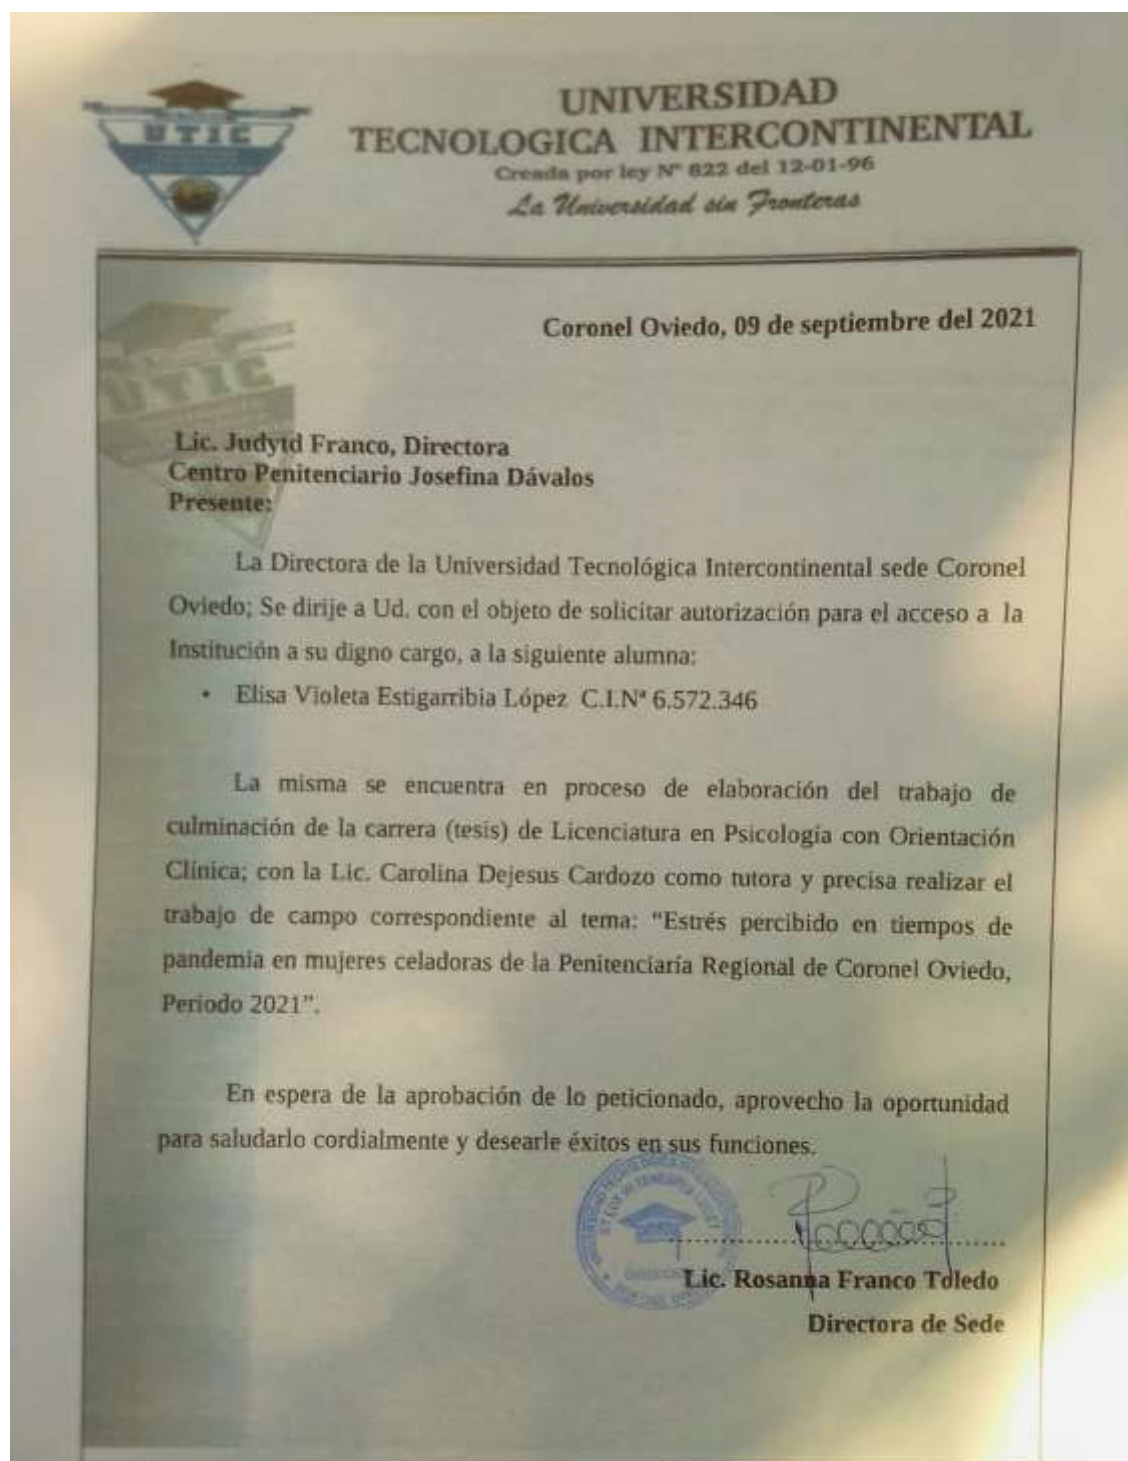 UTIC
UNIVERSIDAD
TECNOLOGICA INTERCONTINENTAL
Creada por ley Nº 822 del 12-01-96
La Universidad sin Fronteras
UTIC
Coronel Oviedo, 09 de septiembre del 2021
Lic. Judytd Franco, Directora
Centro Penitenciario Josefina Dávalos
Presente:
La Directora de la Universidad Tecnológica Intercontinental sede Coronel
Oviedo; Se dirije a Ud. con el objeto de solicitar autorización para el acceso a la
Institución a su digno cargo, a la siguiente alumna:
• Elisa Violeta Estigarribia López C.I.Nª 6.572.346
La misma se encuentra en proceso de elaboración del trabajo de
culminación de la carrera (tesis) de Licenciatura en Psicología con Orientación
Clínica; con la Lic. Carolina Dejesus Cardozo como tutora y precisa realizar el
trabajo de campo correspondiente al tema: “Estrés percibido en tiempos de
pandemia en mujeres celadoras de la Penitenciaría Regional de Coronel Oviedo,
Periodo 2021”.
En espera de la aprobación de lo peticionado, aprovecho la oportunidad
para saludarlo cordialmente y desearle éxitos en sus funciones.
Lic. Rosanna Franco Toledo
Directora de Sede